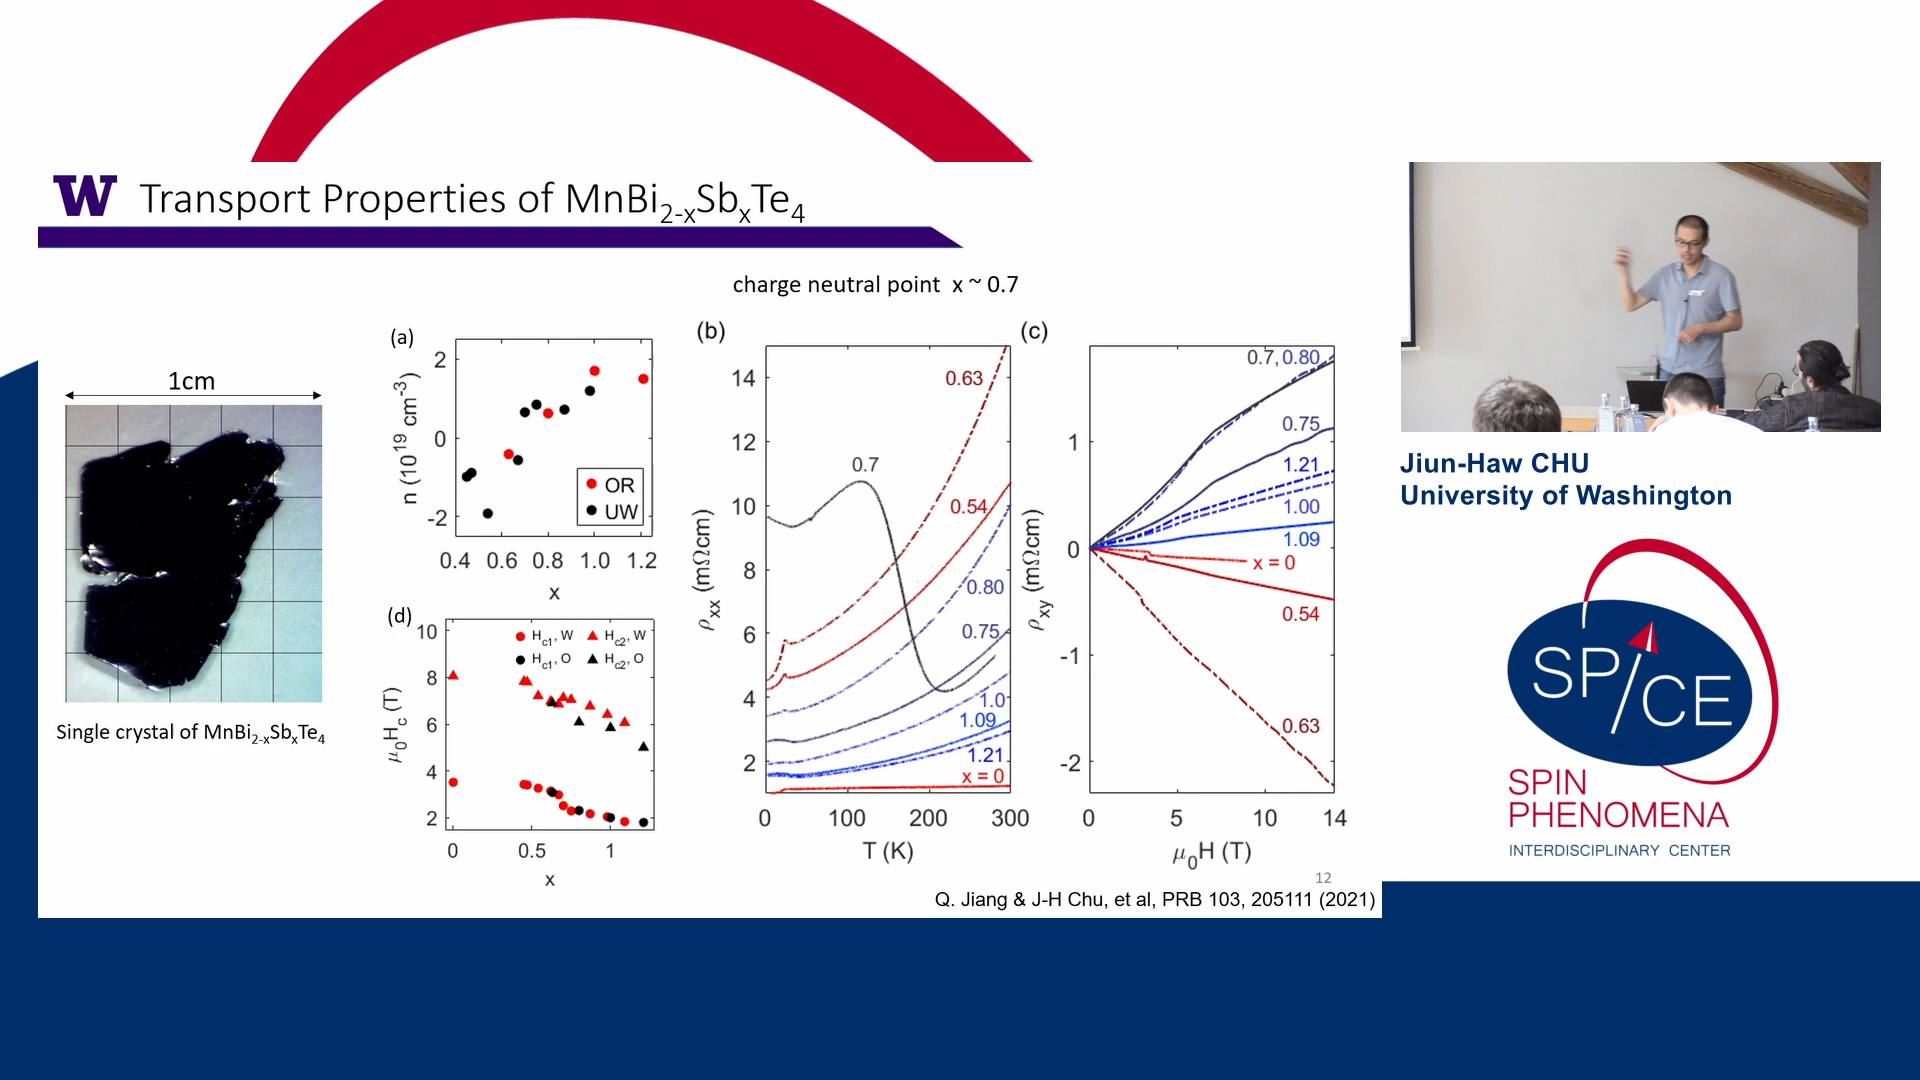 W Transport Properties of MnBi2-xSbxTe4
charge neutral point x ~ 0.7
1cm
Single crystal of MnBi2-xSbxTe4
(a)
n (10^19 cm^-3)
2
0
-2
OR
UW
0.4 0.6 0.8 1.0 1.2
x
(d)
μ0Hc (T)
10
8
6
4
2
Hc1, W Hc2, W
Hc1, O Hc2, O
0 0.5 1
x
(b)
ρxx (mΩcm)
14
12
10
8
6
4
2
0.63
0.7
0.54
0.80
0.75
1.0
1.09
1.21
x = 0
0 100 200 300
T (K)
(c)
ρxy (mΩcm)
1
0
-1
-2
0.7, 0.80
0.75
1.21
1.00
1.09
x = 0
0.54
0.63
0 5 10 14
μ0H (T)
12
Q. Jiang & J-H Chu, et al, PRB 103, 205111 (2021)
Jiun-Haw CHU
University of Washington
SP/CE
SPIN
PHENOMENA
INTERDISCIPLINARY CENTER